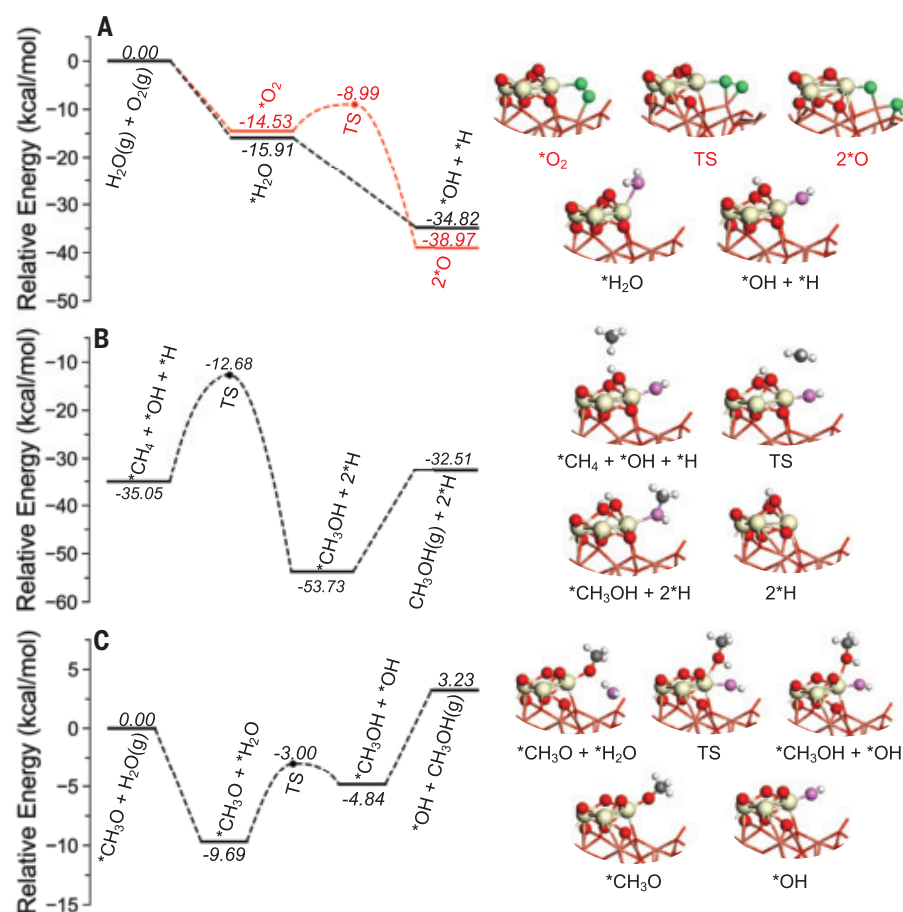 A
Relative Energy (kcal/mol)
0
−10
−20
−30
−40
−50
0.00
H₂O(g) + O₂(g)
*O₂
-14.53
-15.91
*H₂O
-8.99
TS
*OH + *H
-34.82
-38.97
2*O
*O₂
TS
2*O
*H₂O
*OH + *H
B
Relative Energy (kcal/mol)
−10
−20
−30
−40
−50
−60
*CH₄ + *OH + *H
-35.05
-12.68
TS
*CH₃OH + 2*H
-53.73
-32.51
CH₃OH(g) + 2*H
*CH₄ + *OH + *H
TS
*CH₃OH + 2*H
2*H
C
Relative Energy (kcal/mol)
5
0
−5
−10
−15
0.00
*CH₃O + H₂O(g)
*CH₃O + *H₂O
-9.69
-3.00
TS
*CH₃OH + *OH
-4.84
3.23
*OH + CH₃OH(g)
*CH₃O + *H₂O
TS
*CH₃OH + *OH
*CH₃O
*OH